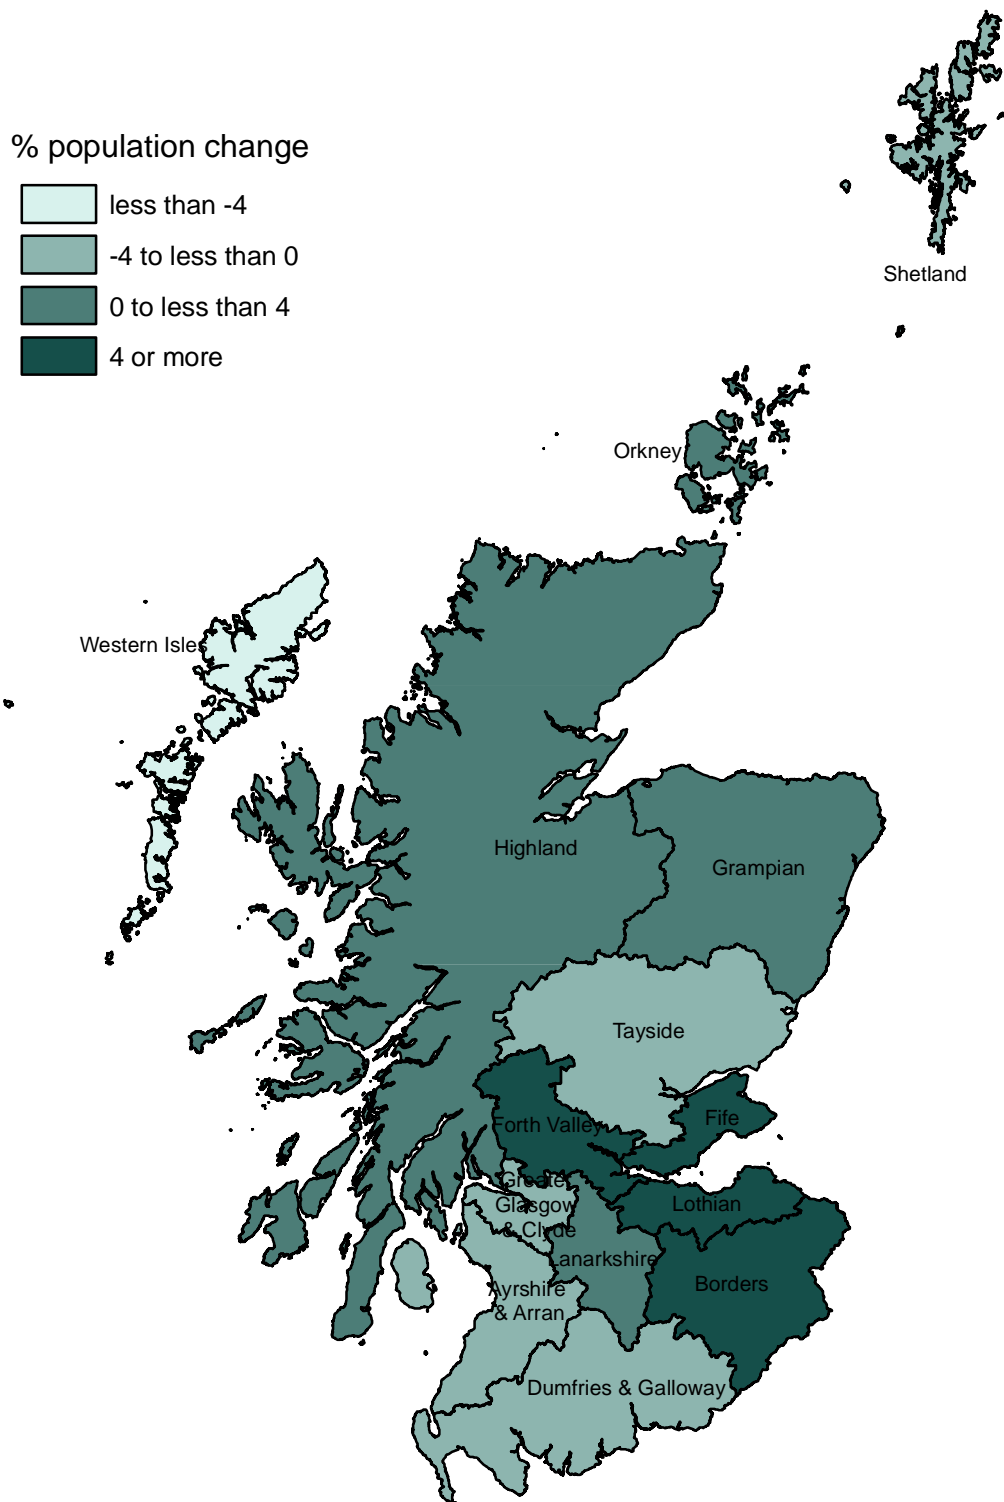 % population change
less than -4
-4 to less than 0
0 to less than 4
4 or more
Shetland
Orkney
Western Isles
Highland
Grampian
Tayside
Fife
Forth Valley
Greater
Glasgow
& Clyde
Lothian
Lanarkshire
Borders
Ayrshire
& Arran
Dumfries & Galloway